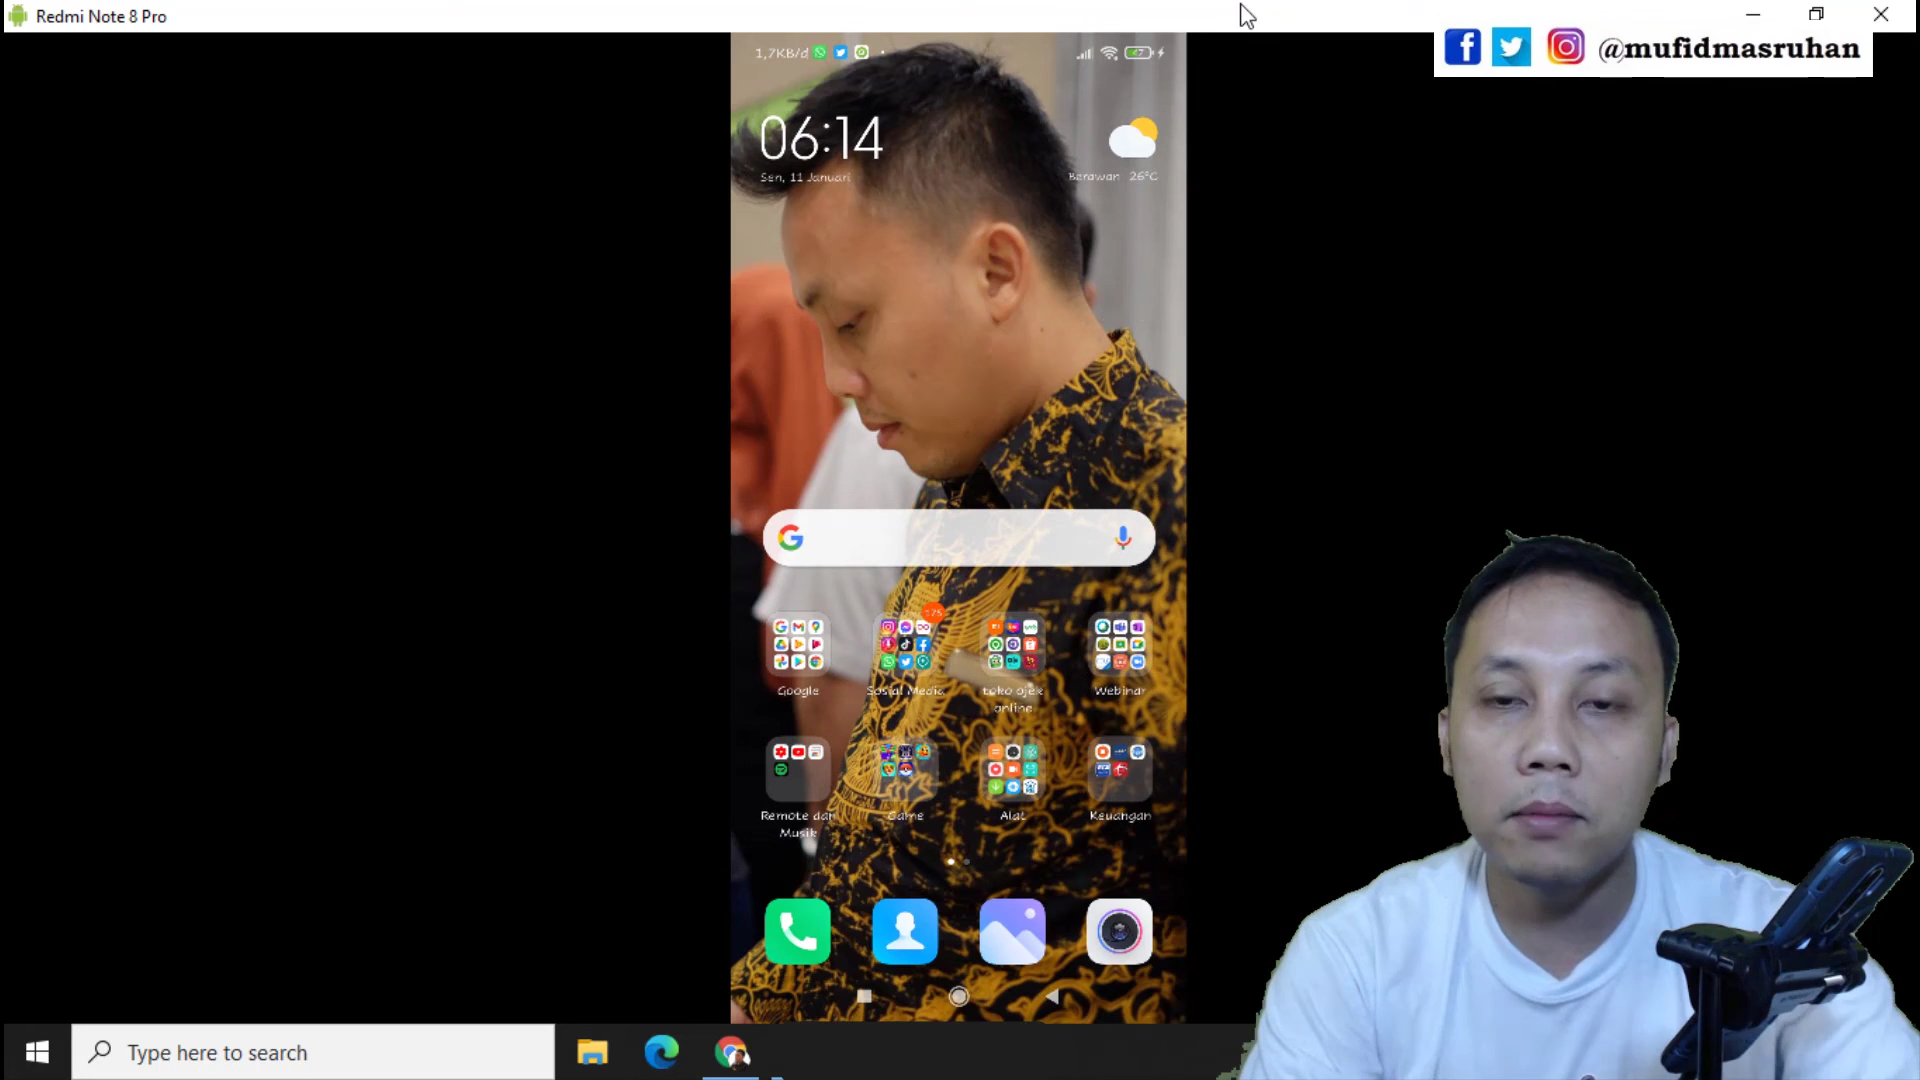 Redmi Note 8 Pro
@mufidmasruhan
1,7KB/d
06:14
Sen, 11 Januari
Berawan 26°C
175
Google
Sosial Media
toko ojek
online
Webinar
Remote dan
Musik
Game
Alat
Keuangan
Type here to search